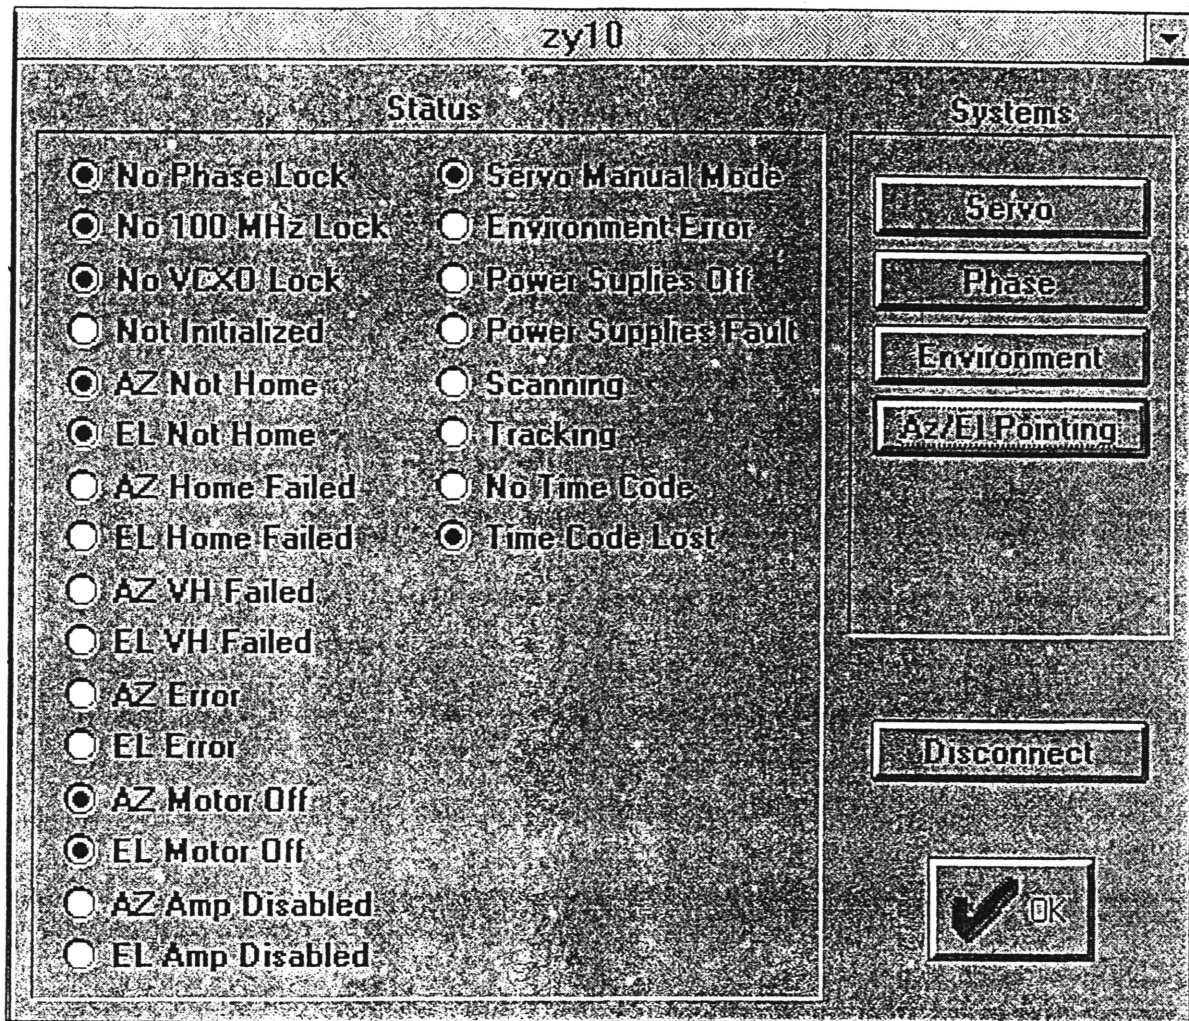 zy10
Status
No Phase Lock
No 100 MHz Lock
No VCXO Lock
Not Initialized
AZ Not Home
EL Not Home
AZ Home Failed
EL Home Failed
AZ VH Failed
EL VH Failed
AZ Error
EL Error
AZ Motor Off
EL Motor Off
AZ Amp Disabled
EL Amp Disabled
Servo Manual Mode
Environment Error
Power Suplies Off
Power Supplies Fault
Scanning
Tracking
No Time Code
Time Code Lost
Systems
Servo
Phase
Environment
Az/El Pointing
Disconnect
OK